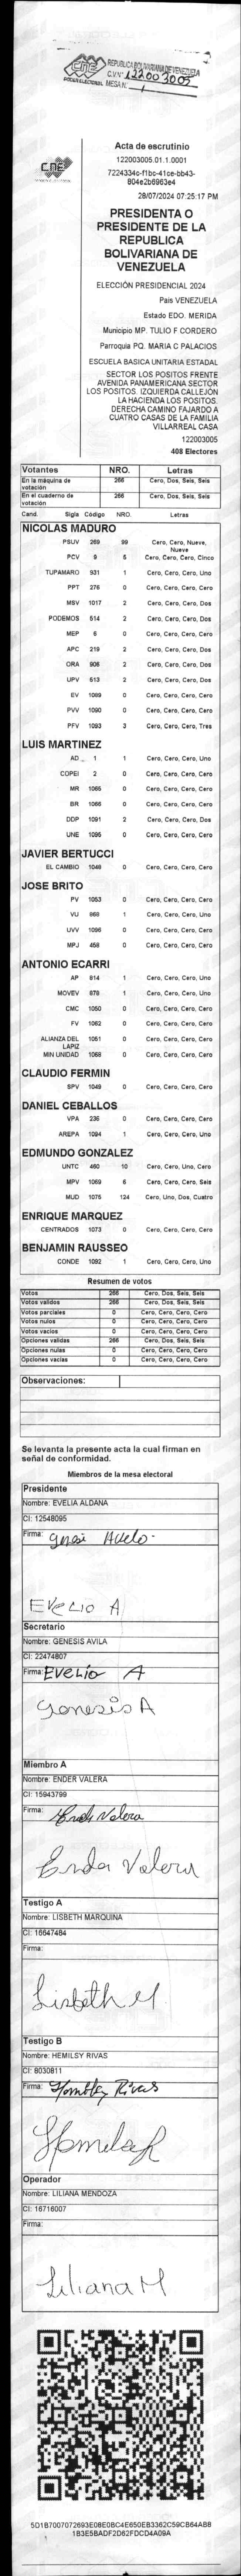 CNE
PODER ELECTORAL
REPÚBLICA BOLIVARIANA DE VENEZUELA
C.V.Nº 122003005
MESA Nº 1
CNE
Acta de escrutinio
122003005.01.1.0001
7224334c-f1bc-41ce-bb43-
804e2b6963e4
28/07/2024 07:25:17 PM
PRESIDENTA O
PRESIDENTE DE LA
REPUBLICA
BOLIVARIANA DE
VENEZUELA
ELECCIÓN PRESIDENCIAL 2024
Pais VENEZUELA
Estado EDO. MERIDA
Municipio MP. TULIO F CORDERO
Parroquia PQ. MARIA C PALACIOS
ESCUELA BASICA UNITARIA ESTADAL
SECTOR LOS POSITOS FRENTE
AVENIDA PANAMERICANA SECTOR
LOS POSITOS. IZQUIERDA CALLEJÓN
LA HACIENDA LOS POSITOS.
DERECHA CAMINO FAJARDO A
CUATRO CASAS DE LA FAMILIA
VILLARREAL CASA
122003005
408 Electores
Votantes NRO. Letras
En la máquina de votación 266 Cero, Dos, Seis, Seis
En el cuaderno de votación 266 Cero, Dos, Seis, Seis
Cand. Sigla Código NRO. Letras
NICOLAS MADURO
PSUV 269 99 Cero, Cero, Nueve, Nueve
PCV 9 5 Cero, Cero, Cero, Cinco
TUPAMARO 931 1 Cero, Cero, Cero, Uno
PPT 276 0 Cero, Cero, Cero, Cero
MSV 1017 2 Cero, Cero, Cero, Dos
PODEMOS 514 2 Cero, Cero, Cero, Dos
MEP 6 0 Cero, Cero, Cero, Cero
APC 219 2 Cero, Cero, Cero, Dos
ORA 906 2 Cero, Cero, Cero, Dos
UPV 513 2 Cero, Cero, Cero, Dos
EV 1089 0 Cero, Cero, Cero, Cero
PVV 1090 0 Cero, Cero, Cero, Cero
PFV 1093 3 Cero, Cero, Cero, Tres
LUIS MARTINEZ
AD 1 1 Cero, Cero, Cero, Uno
COPEI 2 0 Cero, Cero, Cero, Cero
MR 1065 0 Cero, Cero, Cero, Cero
BR 1066 0 Cero, Cero, Cero, Cero
DDP 1091 2 Cero, Cero, Cero, Dos
UNE 1095 0 Cero, Cero, Cero, Cero
JAVIER BERTUCCI
EL CAMBIO 1048 0 Cero, Cero, Cero, Cero
JOSE BRITO
PV 1053 0 Cero, Cero, Cero, Cero
VU 868 1 Cero, Cero, Cero, Uno
UVV 1096 0 Cero, Cero, Cero, Cero
MPJ 458 0 Cero, Cero, Cero, Cero
ANTONIO ECARRI
AP 814 1 Cero, Cero, Cero, Uno
MOVEV 878 1 Cero, Cero, Cero, Uno
CMC 1050 0 Cero, Cero, Cero, Cero
FV 1062 0 Cero, Cero, Cero, Cero
ALIANZA DEL LAPIZ 1051 0 Cero, Cero, Cero, Cero
MIN UNIDAD 1068 0 Cero, Cero, Cero, Cero
CLAUDIO FERMIN
SPV 1049 0 Cero, Cero, Cero, Cero
DANIEL CEBALLOS
VPA 236 0 Cero, Cero, Cero, Cero
AREPA 1094 1 Cero, Cero, Cero, Uno
EDMUNDO GONZALEZ
UNTC 460 10 Cero, Cero, Uno, Cero
MPV 1069 6 Cero, Cero, Cero, Seis
MUD 1075 124 Cero, Uno, Dos, Cuatro
ENRIQUE MARQUEZ
CENTRADOS 1073 0 Cero, Cero, Cero, Cero
BENJAMIN RAUSSEO
CONDE 1092 1 Cero, Cero, Cero, Uno
Resumen de votos
Votos 266 Cero, Dos, Seis, Seis
Votos validos 266 Cero, Dos, Seis, Seis
Votos parciales 0 Cero, Cero, Cero, Cero
Votos nulos 0 Cero, Cero, Cero, Cero
Votos vacios 0 Cero, Cero, Cero, Cero
Opciones validas 266 Cero, Dos, Seis, Seis
Opciones nulas 0 Cero, Cero, Cero, Cero
Opciones vacias 0 Cero, Cero, Cero, Cero
Observaciones:
Se levanta la presente acta la cual firman en
señal de conformidad.
Miembros de la mesa electoral
Presidente
Nombre: EVELIA ALDANA
CI: 12548095
Firma:
EVELIO A
Secretario
Nombre: GENESIS AVILA
CI: 22474807
Firma: EVELIO A
Genesis A
Miembro A
Nombre: ENDER VALERA
CI: 15943799
Firma: Ender Valera
Ender Valera
Testigo A
Nombre: LISBETH MARQUINA
CI: 16647484
Firma:
Lisbeth M
Testigo B
Nombre: HEMILSY RIVAS
CI: 8030811
Firma: Hemilsy Rivas
Hemilsy R
Operador
Nombre: LILIANA MENDOZA
CI: 16716007
Firma:
Liliana M
5D1B7007072693E08E0BC4E650EB3362C59CB64AB8
1B3E5BADF2D62FDCD4A09A